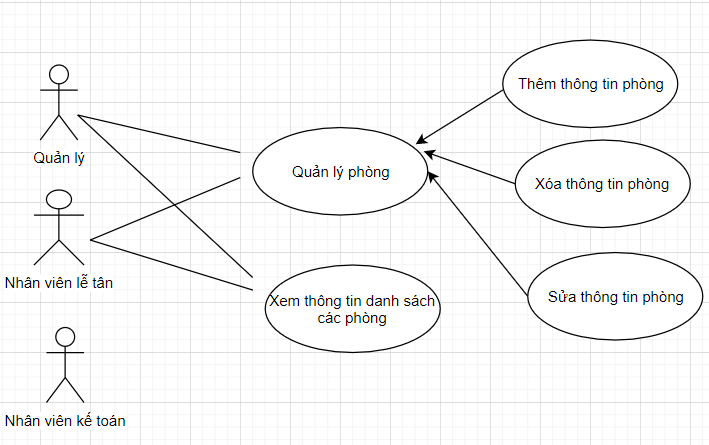 Thêm thông tin phòng
Quản lý
Quản lý phòng
Xóa thông tin phòng
Nhân viên lễ tân
Xem thông tin danh sách
các phòng
Sửa thông tin phòng
Nhân viên kế toán